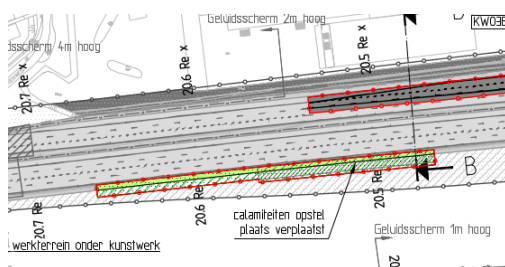 Geluidsscherm 2m hoog
KW03E
dsscherm 4m hoog
20.7 Re x
20.6 Re x
20.5 Re x
B
20.7 Re
20.6 Re
20.5 Re
calamiteiten opstel
plaats verplaatst
werkterrein onder kunstwerk
Geluidsscherm 1m hoog
20